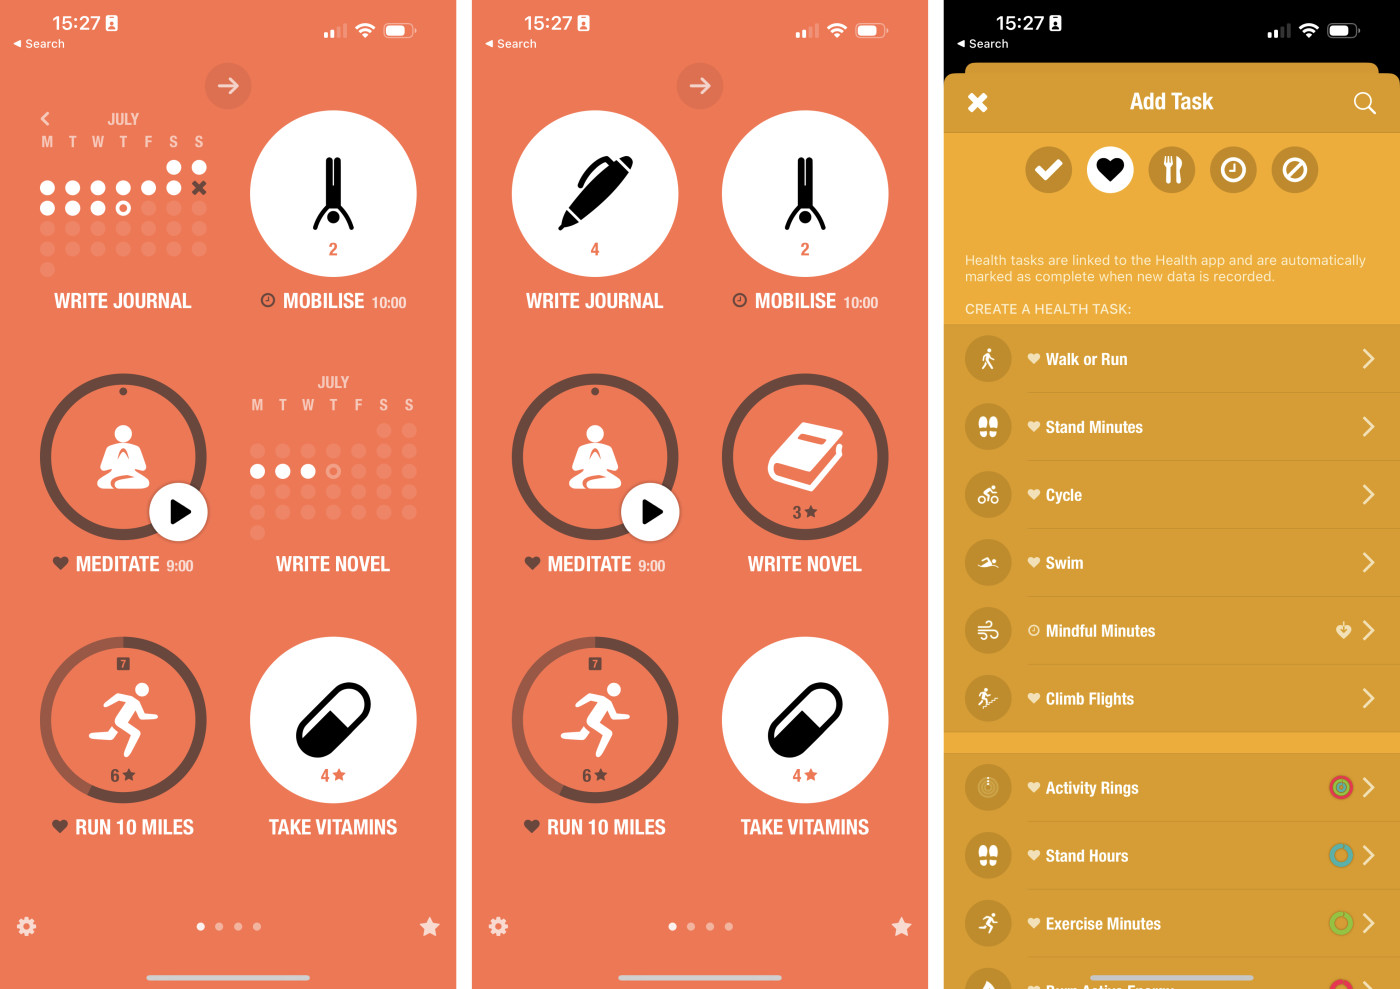 15:27
◀ Search
JULY
M T W T F S S
2
WRITE JOURNAL
MOBILISE 10:00
JULY
M T W T F S S
MEDITATE 9:00
WRITE NOVEL
7
6★
4★
RUN 10 MILES
TAKE VITAMINS
15:27
◀ Search
4
2
WRITE JOURNAL
MOBILISE 10:00
3★
MEDITATE 9:00
WRITE NOVEL
7
6★
4★
RUN 10 MILES
TAKE VITAMINS
15:27
◀ Search
Add Task
Health tasks are linked to the Health app and are automatically
marked as complete when new data is recorded.
CREATE A HEALTH TASK:
Walk or Run
Stand Minutes
Cycle
Swim
Mindful Minutes
Climb Flights
Activity Rings
Stand Hours
Exercise Minutes
Burn Active Energy